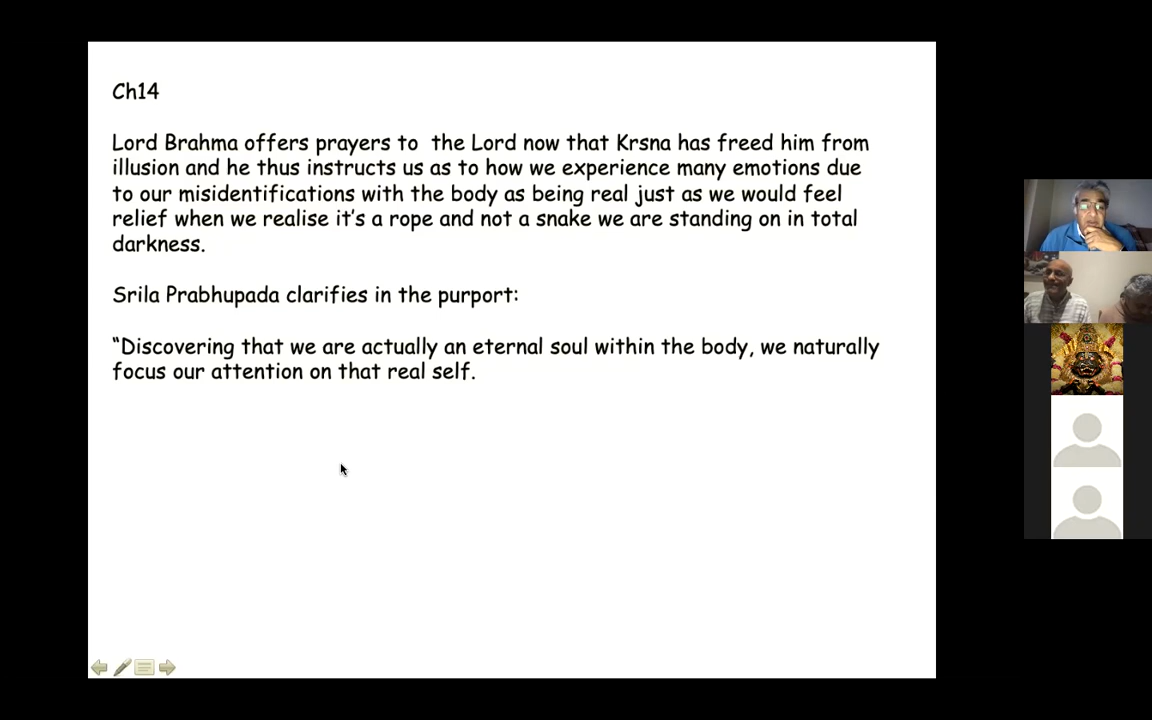 Ch14
Lord Brahma offers prayers to the Lord now that Krsna has freed him from
illusion and he thus instructs us as to how we experience many emotions due
to our misidentifications with the body as being real just as we would feel
relief when we realise it's a rope and not a snake we are standing on in total
darkness.
Srila Prabhupada clarifies in the purport:
“Discovering that we are actually an eternal soul within the body, we naturally
focus our attention on that real self.